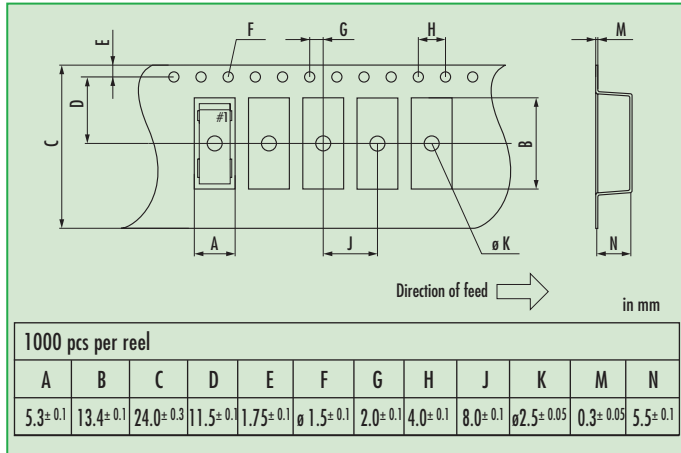 F
G
H
M
E
D
C
#1
B
A
J
ø K
N
Direction of feed
in mm
1000 pcs per reel
A B C D E F G H J K M N
5.3± 0.1 13.4± 0.1 24.0± 0.3 11.5± 0.1 1.75± 0.1 ø 1.5± 0.1 2.0± 0.1 4.0± 0.1 8.0± 0.1 ø2.5± 0.05 0.3± 0.05 5.5± 0.1